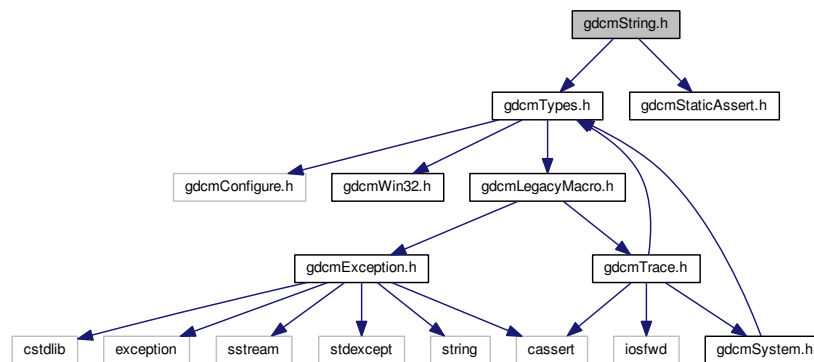 gdcmString.h
gdcmTypes.h
gdcmStaticAssert.h
gdcmConfigure.h
gdcmWin32.h
gdcmLegacyMacro.h
gdcmException.h
gdcmTrace.h
cstdlib
exception
sstream
stdexcept
string
cassert
iosfwd
gdcmSystem.h